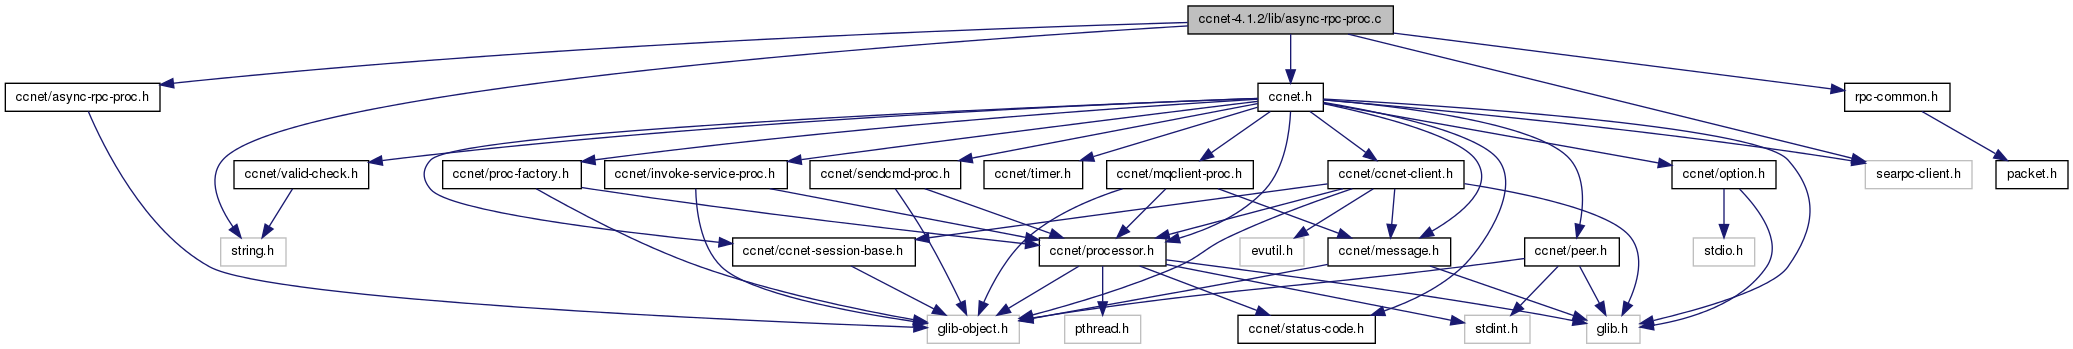 ccnet-4.1.2/lib/async-rpc-proc.c
ccnet/async-rpc-proc.h
ccnet.h
rpc-common.h
ccnet/valid-check.h
ccnet/proc-factory.h
ccnet/invoke-service-proc.h
ccnet/sendcmd-proc.h
ccnet/timer.h
ccnet/mqclient-proc.h
ccnet/ccnet-client.h
ccnet/option.h
searpc-client.h
packet.h
string.h
ccnet/ccnet-session-base.h
ccnet/processor.h
evutil.h
ccnet/message.h
ccnet/peer.h
stdio.h
glib-object.h
pthread.h
ccnet/status-code.h
stdint.h
glib.h